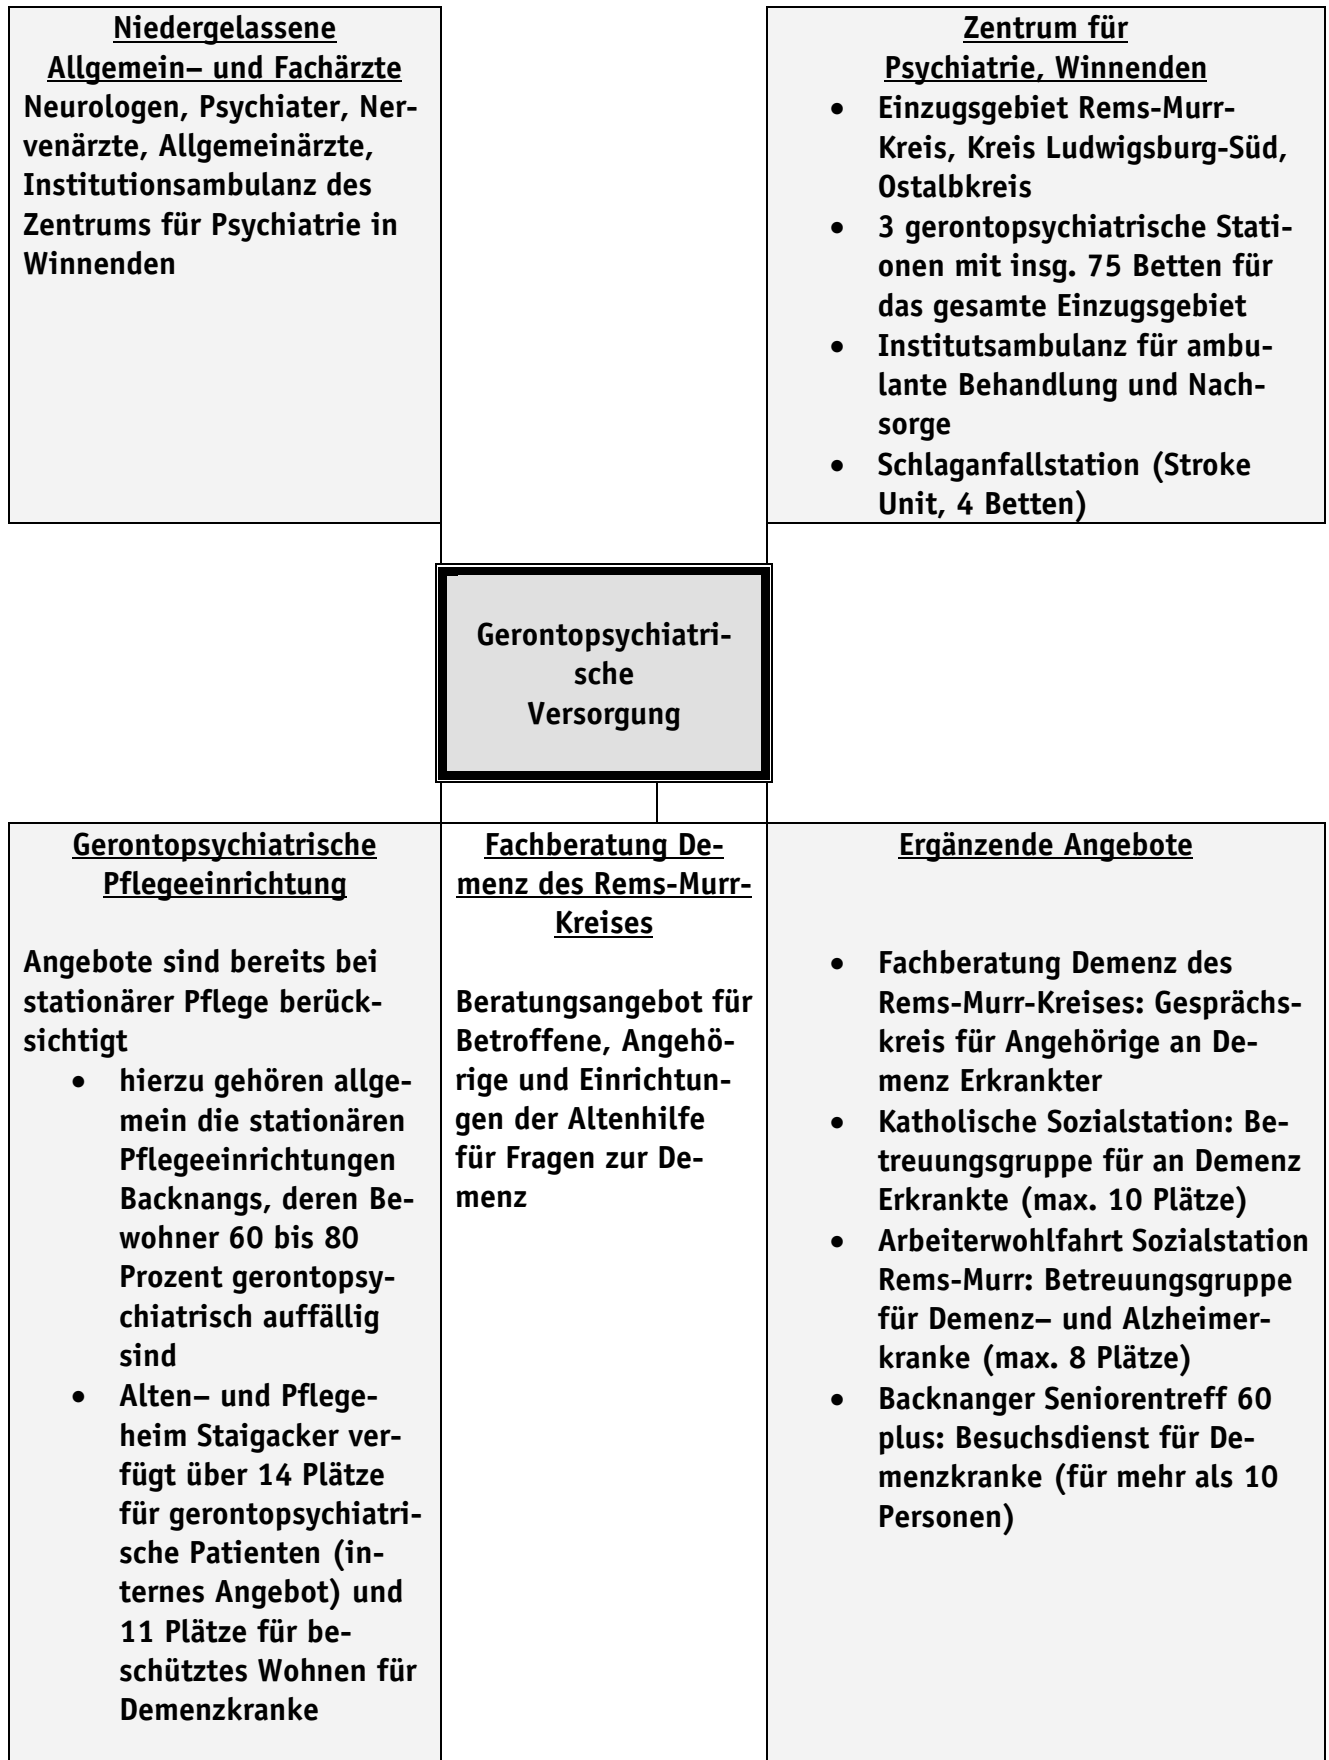 Niedergelassene
Allgemein– und Fachärzte
Neurologen, Psychiater, Ner-
venärzte, Allgemeinärzte,
Institutionsambulanz des
Zentrums für Psychiatrie in
Winnenden
Zentrum für
Psychiatrie, Winnenden
• Einzugsgebiet Rems-Murr-
Kreis, Kreis Ludwigsburg-Süd,
Ostalbkreis
• 3 gerontopsychiatrische Stati-
onen mit insg. 75 Betten für
das gesamte Einzugsgebiet
• Institutsambulanz für ambu-
lante Behandlung und Nach-
sorge
• Schlaganfallstation (Stroke
Unit, 4 Betten)
Gerontopsychiatri-
sche
Versorgung
Gerontopsychiatrische
Pflegeeinrichtung
Angebote sind bereits bei
stationärer Pflege berück-
sichtigt
• hierzu gehören allge-
mein die stationären
Pflegeeinrichtungen
Backnangs, deren Be-
wohner 60 bis 80
Prozent gerontopsy-
chiatrisch auffällig
sind
• Alten– und Pflege-
heim Staigacker ver-
fügt über 14 Plätze
für gerontopsychiatri-
sche Patienten (in-
ternes Angebot) und
11 Plätze für be-
schütztes Wohnen für
Demenzkranke
Fachberatung De-
menz des Rems-Murr-
Kreises
Beratungsangebot für
Betroffene, Angehö-
rige und Einrichtun-
gen der Altenhilfe
für Fragen zur De-
menz
Ergänzende Angebote
• Fachberatung Demenz des
Rems-Murr-Kreises: Gesprächs-
kreis für Angehörige an De-
menz Erkrankter
• Katholische Sozialstation: Be-
treuungsgruppe für an Demenz
Erkrankte (max. 10 Plätze)
• Arbeiterwohlfahrt Sozialstation
Rems-Murr: Betreuungsgruppe
für Demenz– und Alzheimer-
kranke (max. 8 Plätze)
• Backnanger Seniorentreff 60
plus: Besuchsdienst für De-
menzkranke (für mehr als 10
Personen)